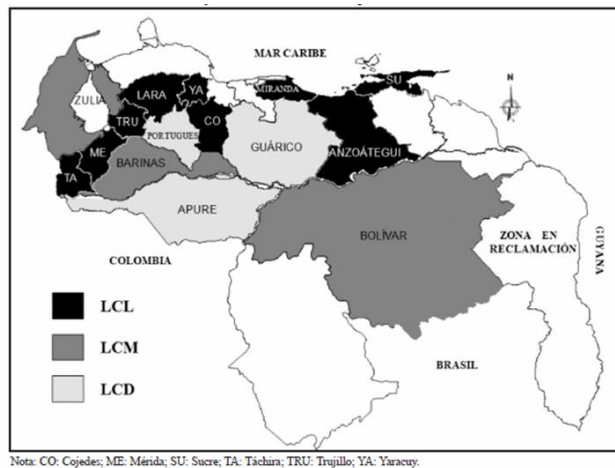 MAR CARIBE
N
SU
ZULIA
LARA
YA
MIRANDA
TRU
PORTUGUES
CO
GUÁRICO
ANZOÁTEGUI
ME
BARINAS
TA
APURE
BOLÍVAR
ZONA EN
RECLAMACIÓN
GUYANA
COLOMBIA
LCL
LCM
LCD
BRASIL
Nota: CO: Cojedes; ME: Mérida; SU: Sucre; TA: Táchira; TRU: Trujillo; YA: Yaracuy.